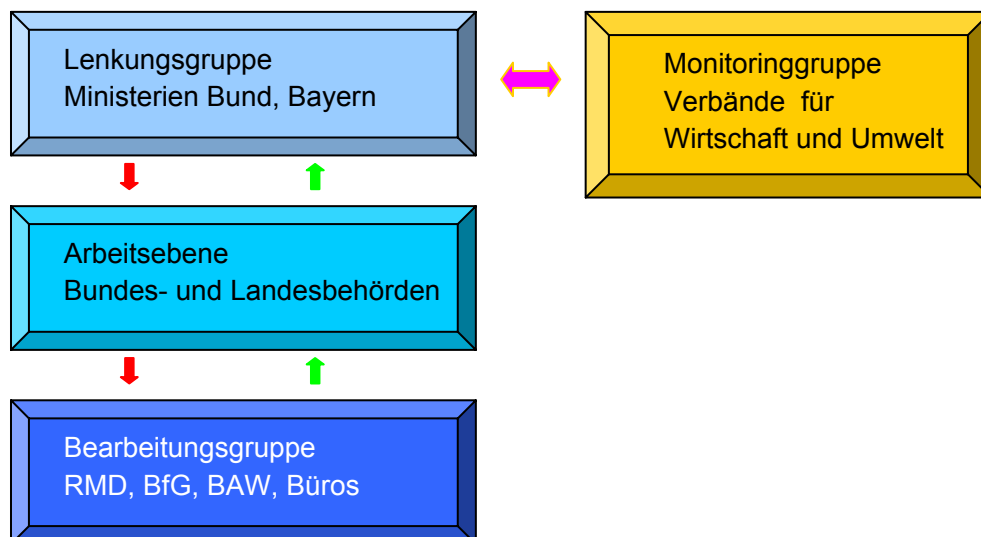 Lenkungsgruppe
Ministerien Bund, Bayern
Monitoringgruppe
Verbände für
Wirtschaft und Umwelt
Arbeitsebene
Bundes- und Landesbehörden
Bearbeitungsgruppe
RMD, BfG, BAW, Büros